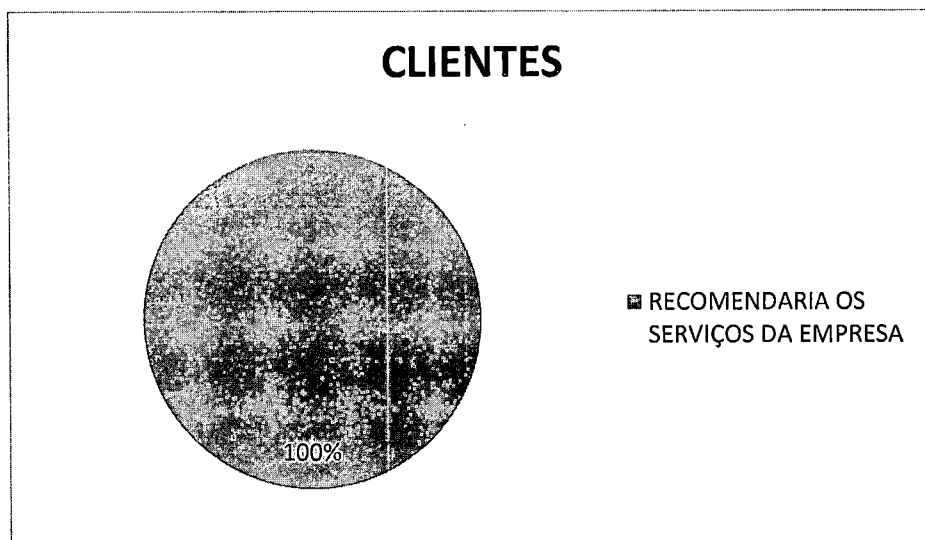 CLIENTES
RECOMENDARIA OS
SERVIÇOS DA EMPRESA
100%